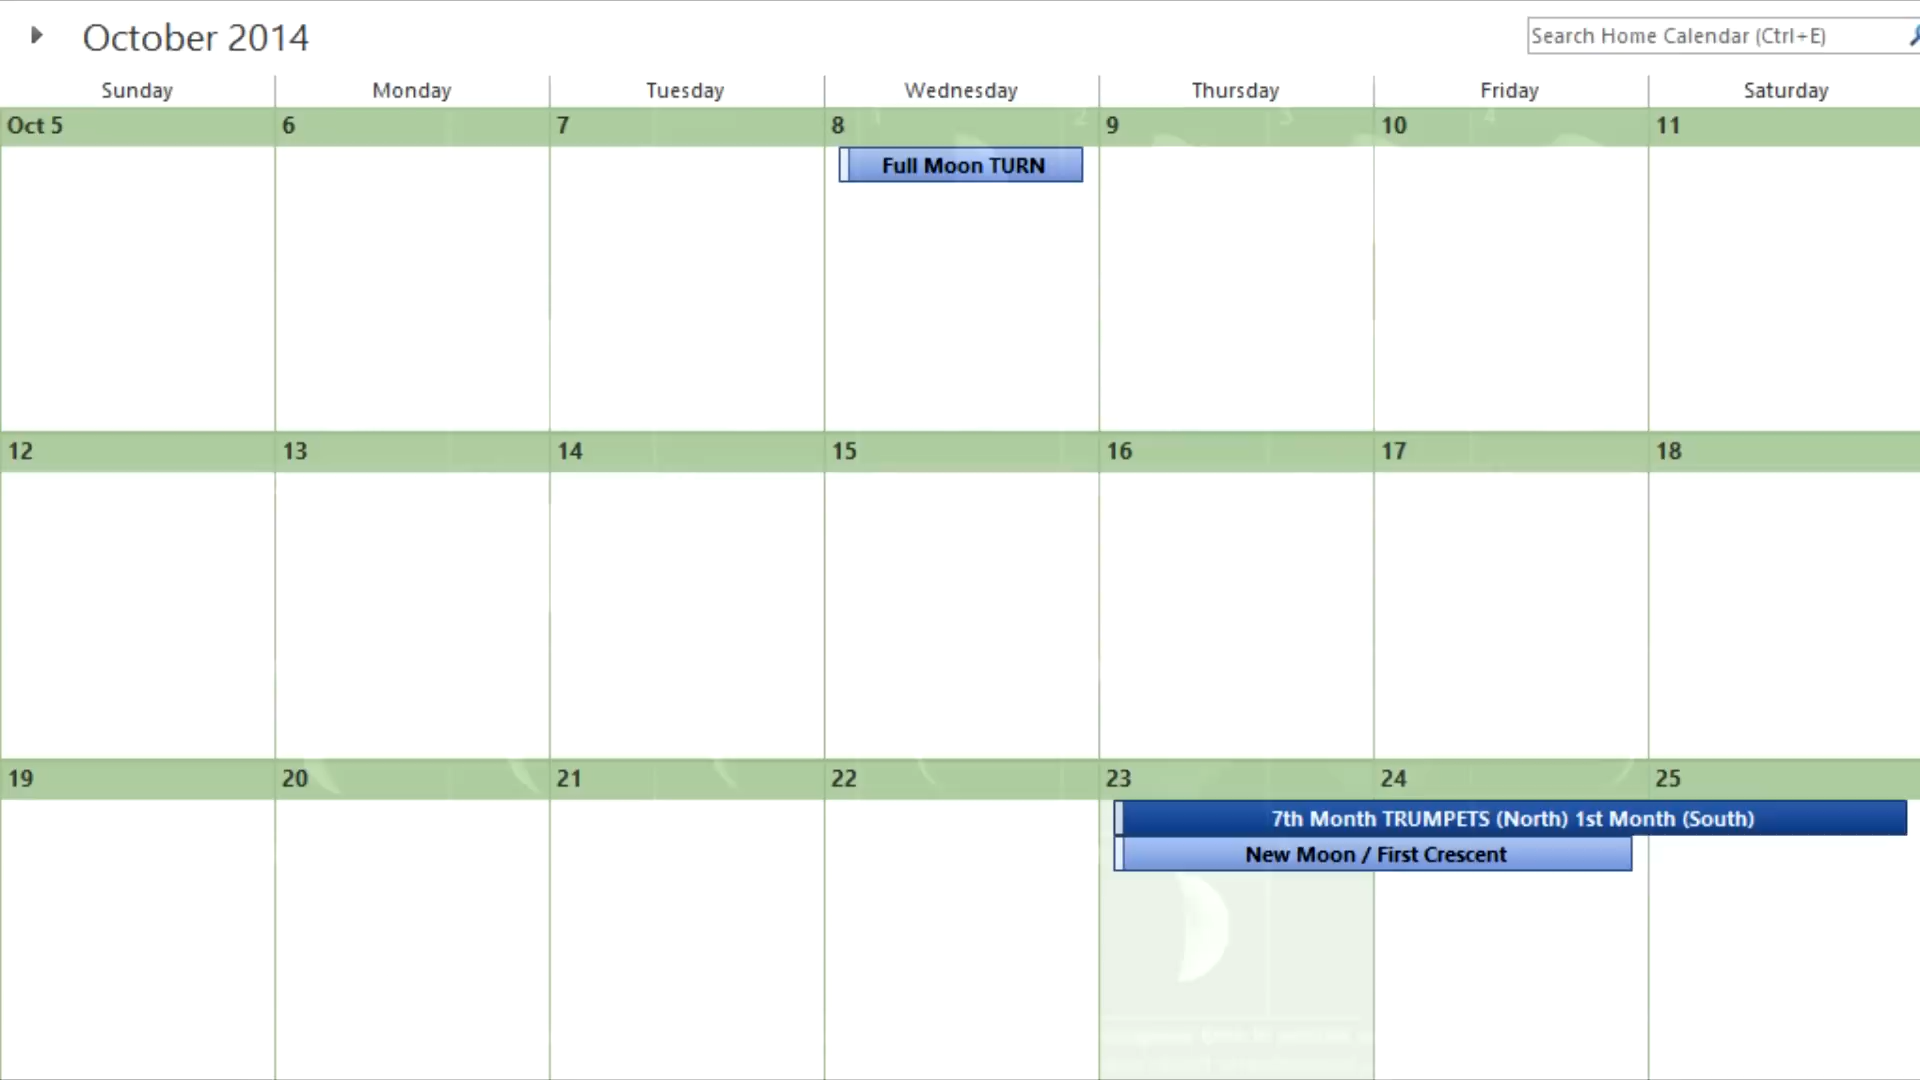 October 2014
Search Home Calendar (Ctrl+E)
Sunday Monday Tuesday Wednesday Thursday Friday Saturday
Oct 5 6 7 8 9 10 11
Full Moon TURN
12 13 14 15 16 17 18
19 20 21 22 23 24 25
7th Month TRUMPETS (North) 1st Month (South)
New Moon / First Crescent